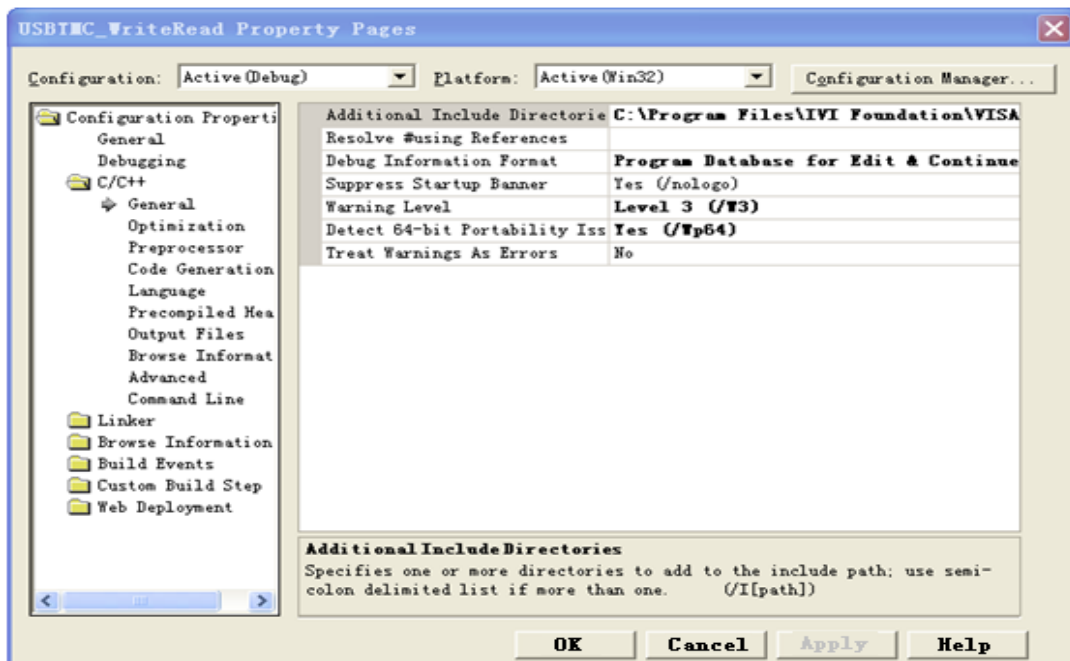 USBTMC_WriteRead Property Pages
Configuration: Active(Debug) Platform: Active(Win32) Configuration Manager...
Configuration Properti
General
Debugging
C/C++
General
Optimization
Preprocessor
Code Generation
Language
Precompiled Hea
Output Files
Browse Informat
Advanced
Command Line
Linker
Browse Information
Build Events
Custom Build Step
Web Deployment
Additional Include Directorie C:\Program Files\IVI Foundation\VISA
Resolve #using References
Debug Information Format Program Database for Edit & Continue
Suppress Startup Banner Yes (/nologo)
Warning Level Level 3 (/W3)
Detect 64-bit Portability Iss Yes (/Wp64)
Treat Warnings As Errors No
Additional Include Directories
Specifies one or more directories to add to the include path; use semi-
colon delimited list if more than one. (/I[path])
OK Cancel Apply Help